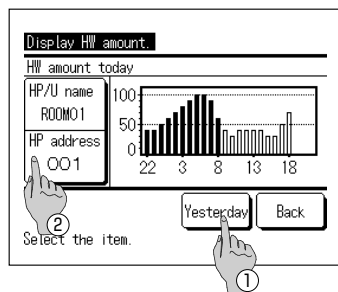 Display HW amount.
HW amount today
HP/U name
ROOM01
HP address
001
100
50
0
22 3 8 13 18
Yesterday Back
Select the item.
② ①